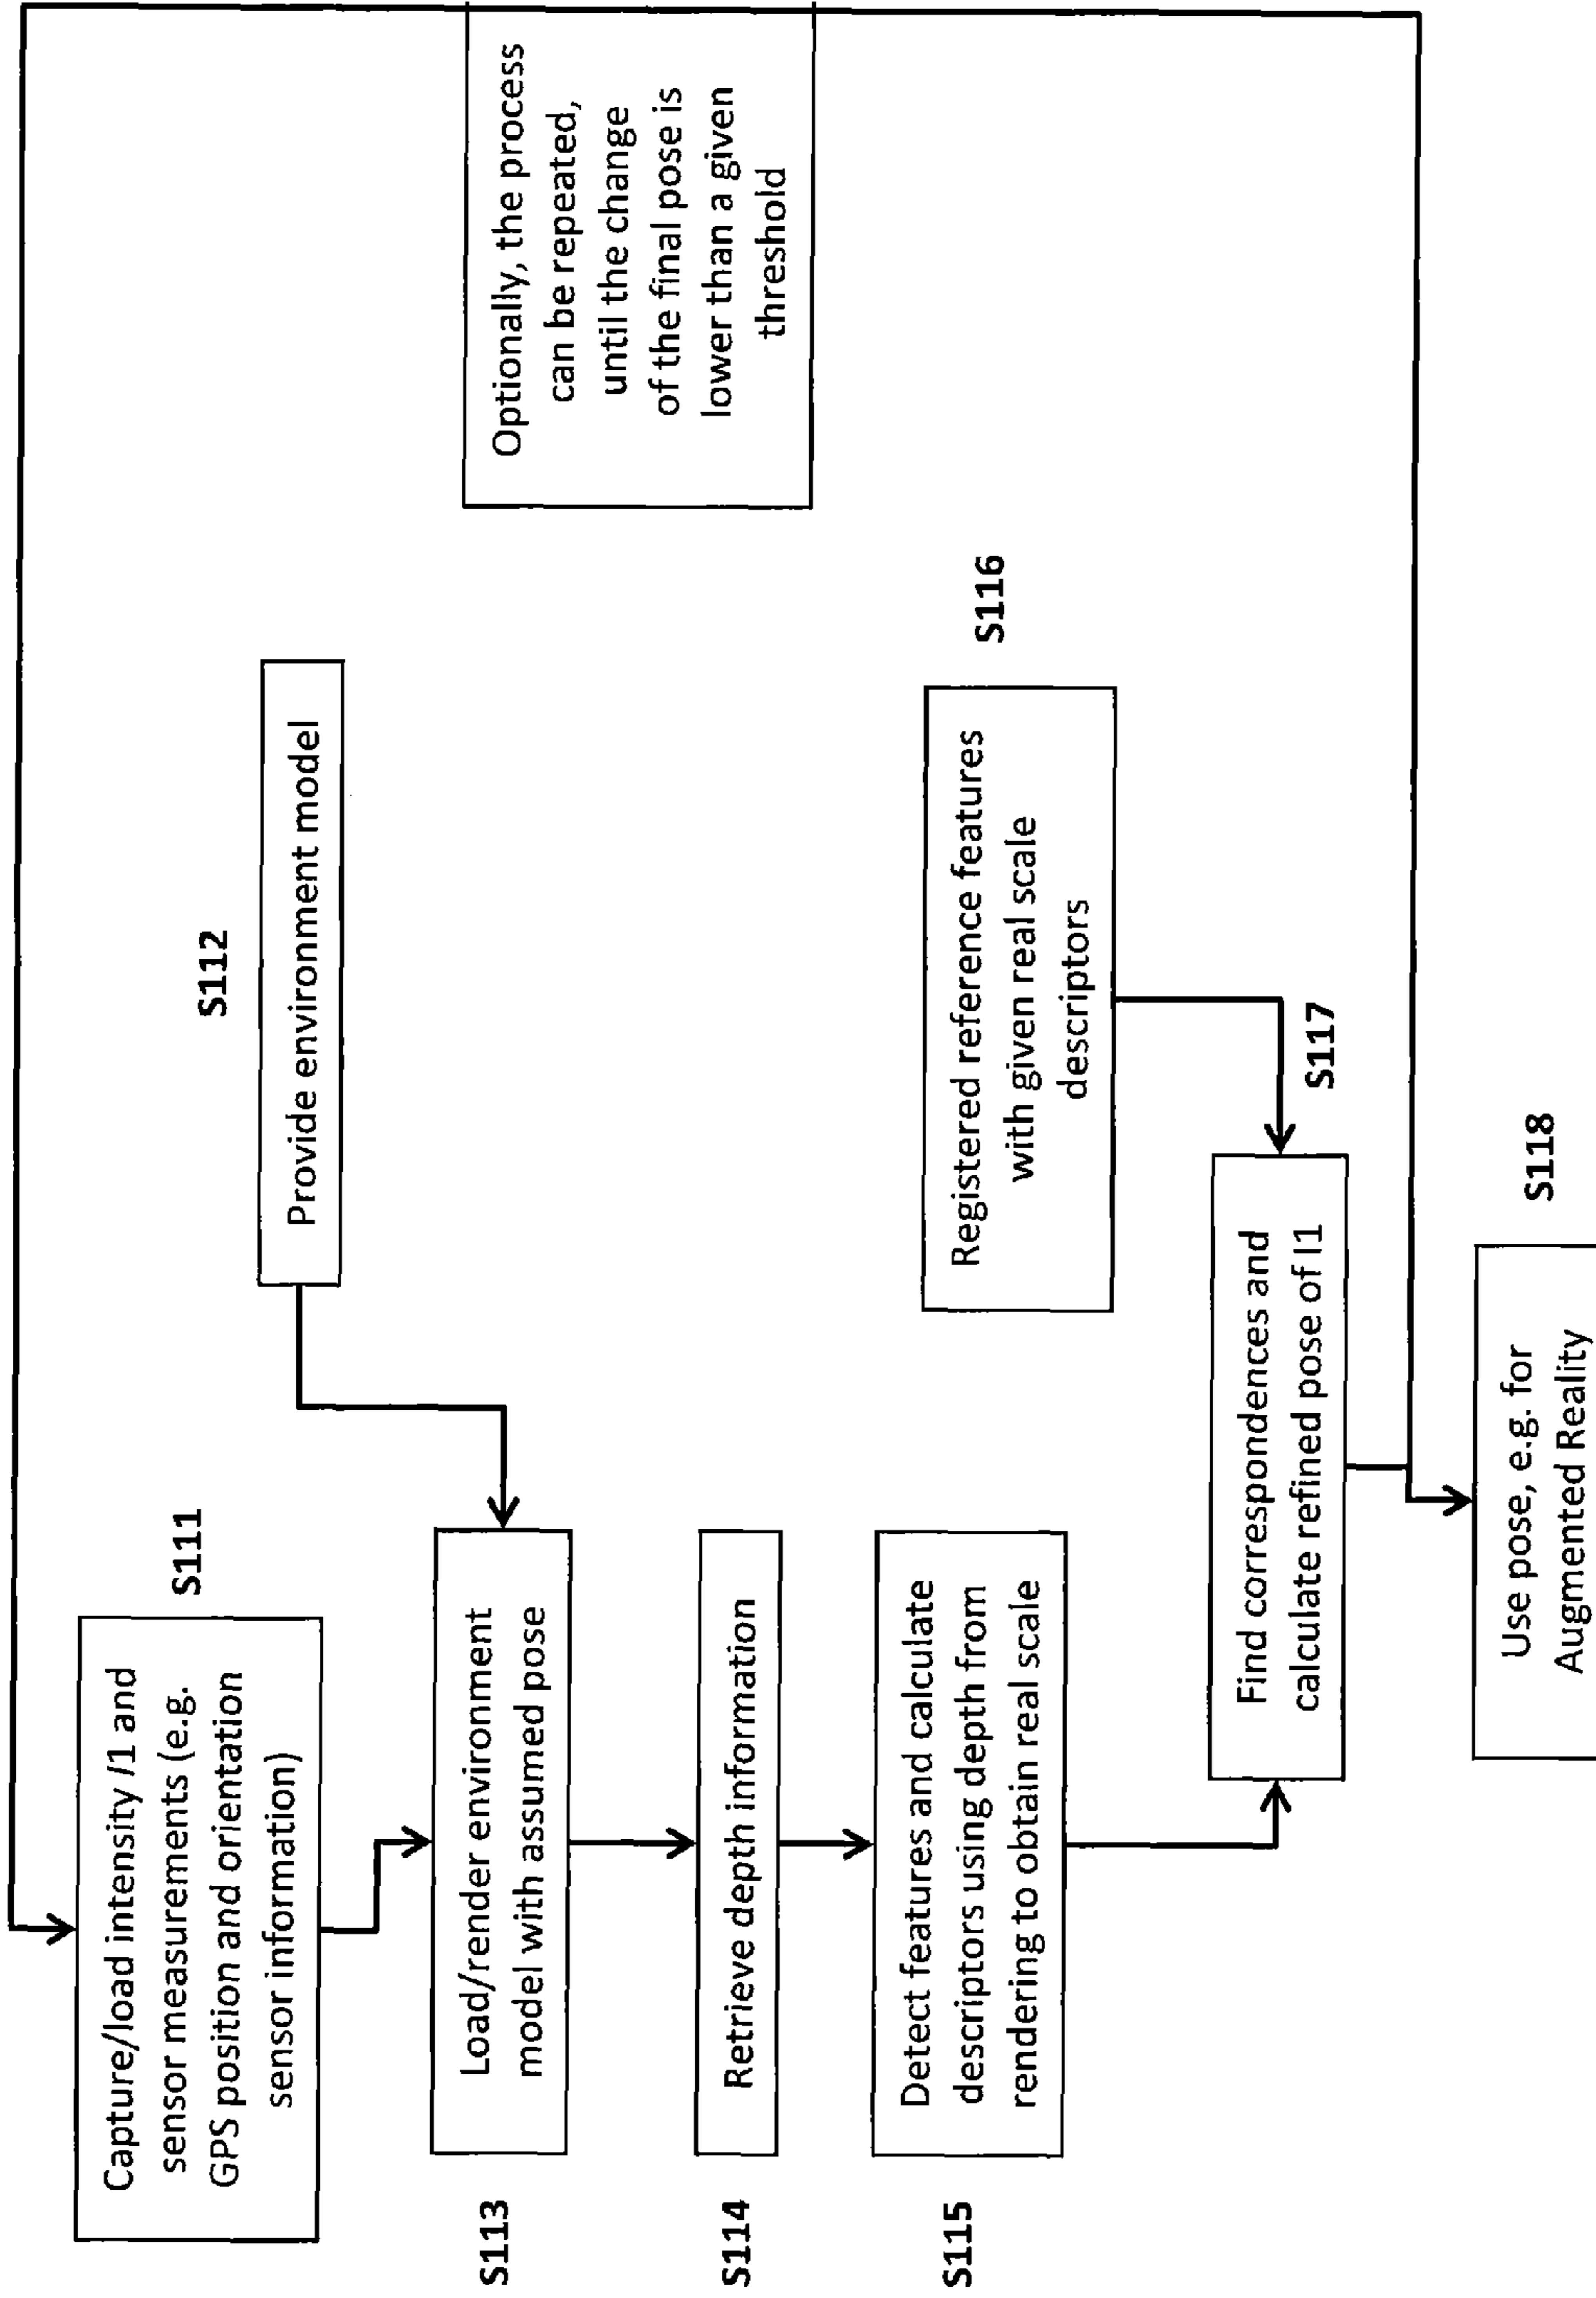 S111
Capture/load intensity I1 and
sensor measurements (e.g.
GPS position and orientation
sensor information)
S112
Provide environment model
S113
Load/render environment
model with assumed pose
Optionally, the process
can be repeated,
until the change
of the final pose is
lower than a given
threshold
S114
Retrieve depth information
S115
Detect features and calculate
descriptors using depth from
rendering to obtain real scale
S116
Registered reference features
with given real scale
descriptors
S117
Find correspondences and
calculate refined pose of I1
S118
Use pose, e.g. for
Augmented Reality